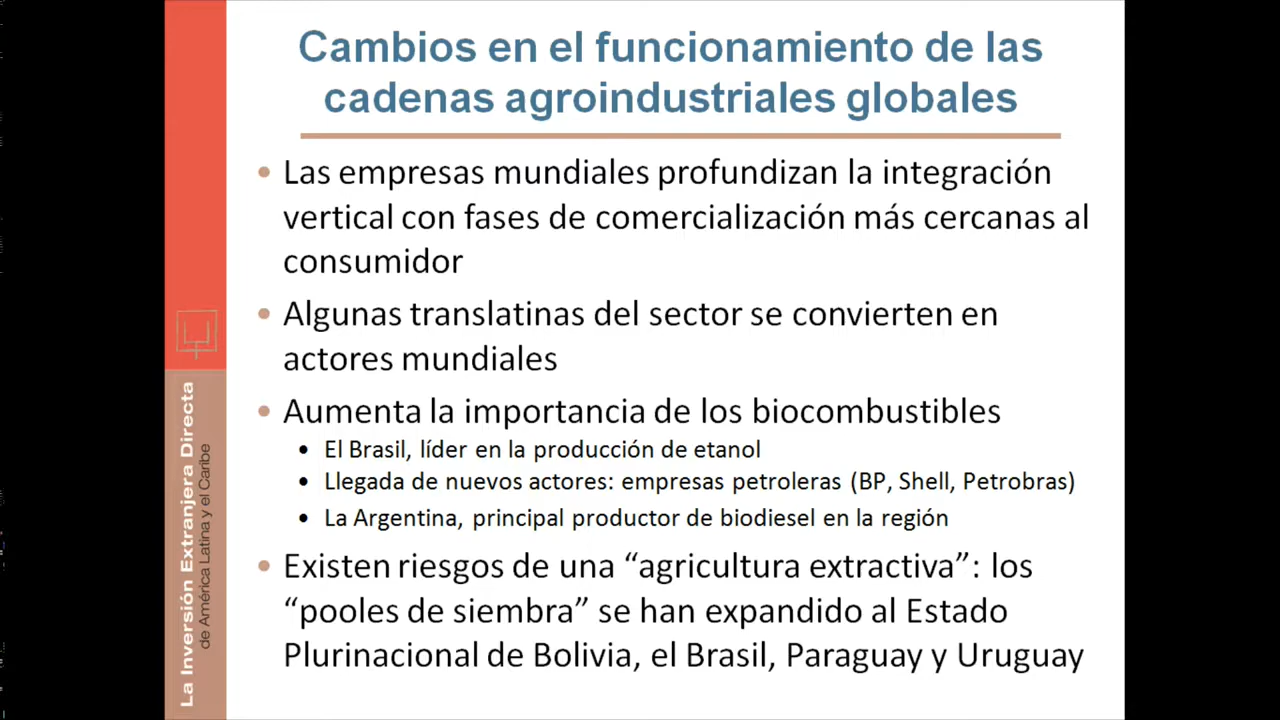 Cambios en el funcionamiento de las
cadenas agroindustriales globales
• Las empresas mundiales profundizan la integración
vertical con fases de comercialización más cercanas al
consumidor
• Algunas translatinas del sector se convierten en
actores mundiales
• Aumenta la importancia de los biocombustibles
• El Brasil, líder en la producción de etanol
• Llegada de nuevos actores: empresas petroleras (BP, Shell, Petrobras)
• La Argentina, principal productor de biodiesel en la región
• Existen riesgos de una “agricultura extractiva”: los
“pooles de siembra” se han expandido al Estado
Plurinacional de Bolivia, el Brasil, Paraguay y Uruguay
La Inversión Extranjera Directa
de América Latina y el Caribe